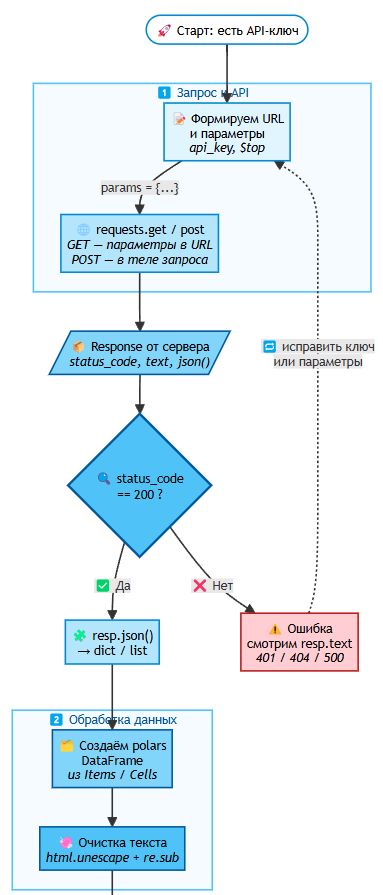 🚀 Старт: есть API-ключ
1️⃣ Запрос к API
📝 Формируем URL
и параметры
api_key, $top
params = {...}
🌐 requests.get / post
GET — параметры в URL
POST — в теле запроса
📦 Response от сервера
status_code, text, json()
🔁 исправить ключ
или параметры
🔍 status_code
== 200 ?
✅ Да
❌ Нет
🧩 resp.json()
→ dict / list
⚠️ Ошибка
смотрим resp.text
401 / 404 / 500
2️⃣ Обработка данных
🗂️ Создаём polars
DataFrame
из Items / Cells
🧼 Очистка текста
html.unescape + re.sub